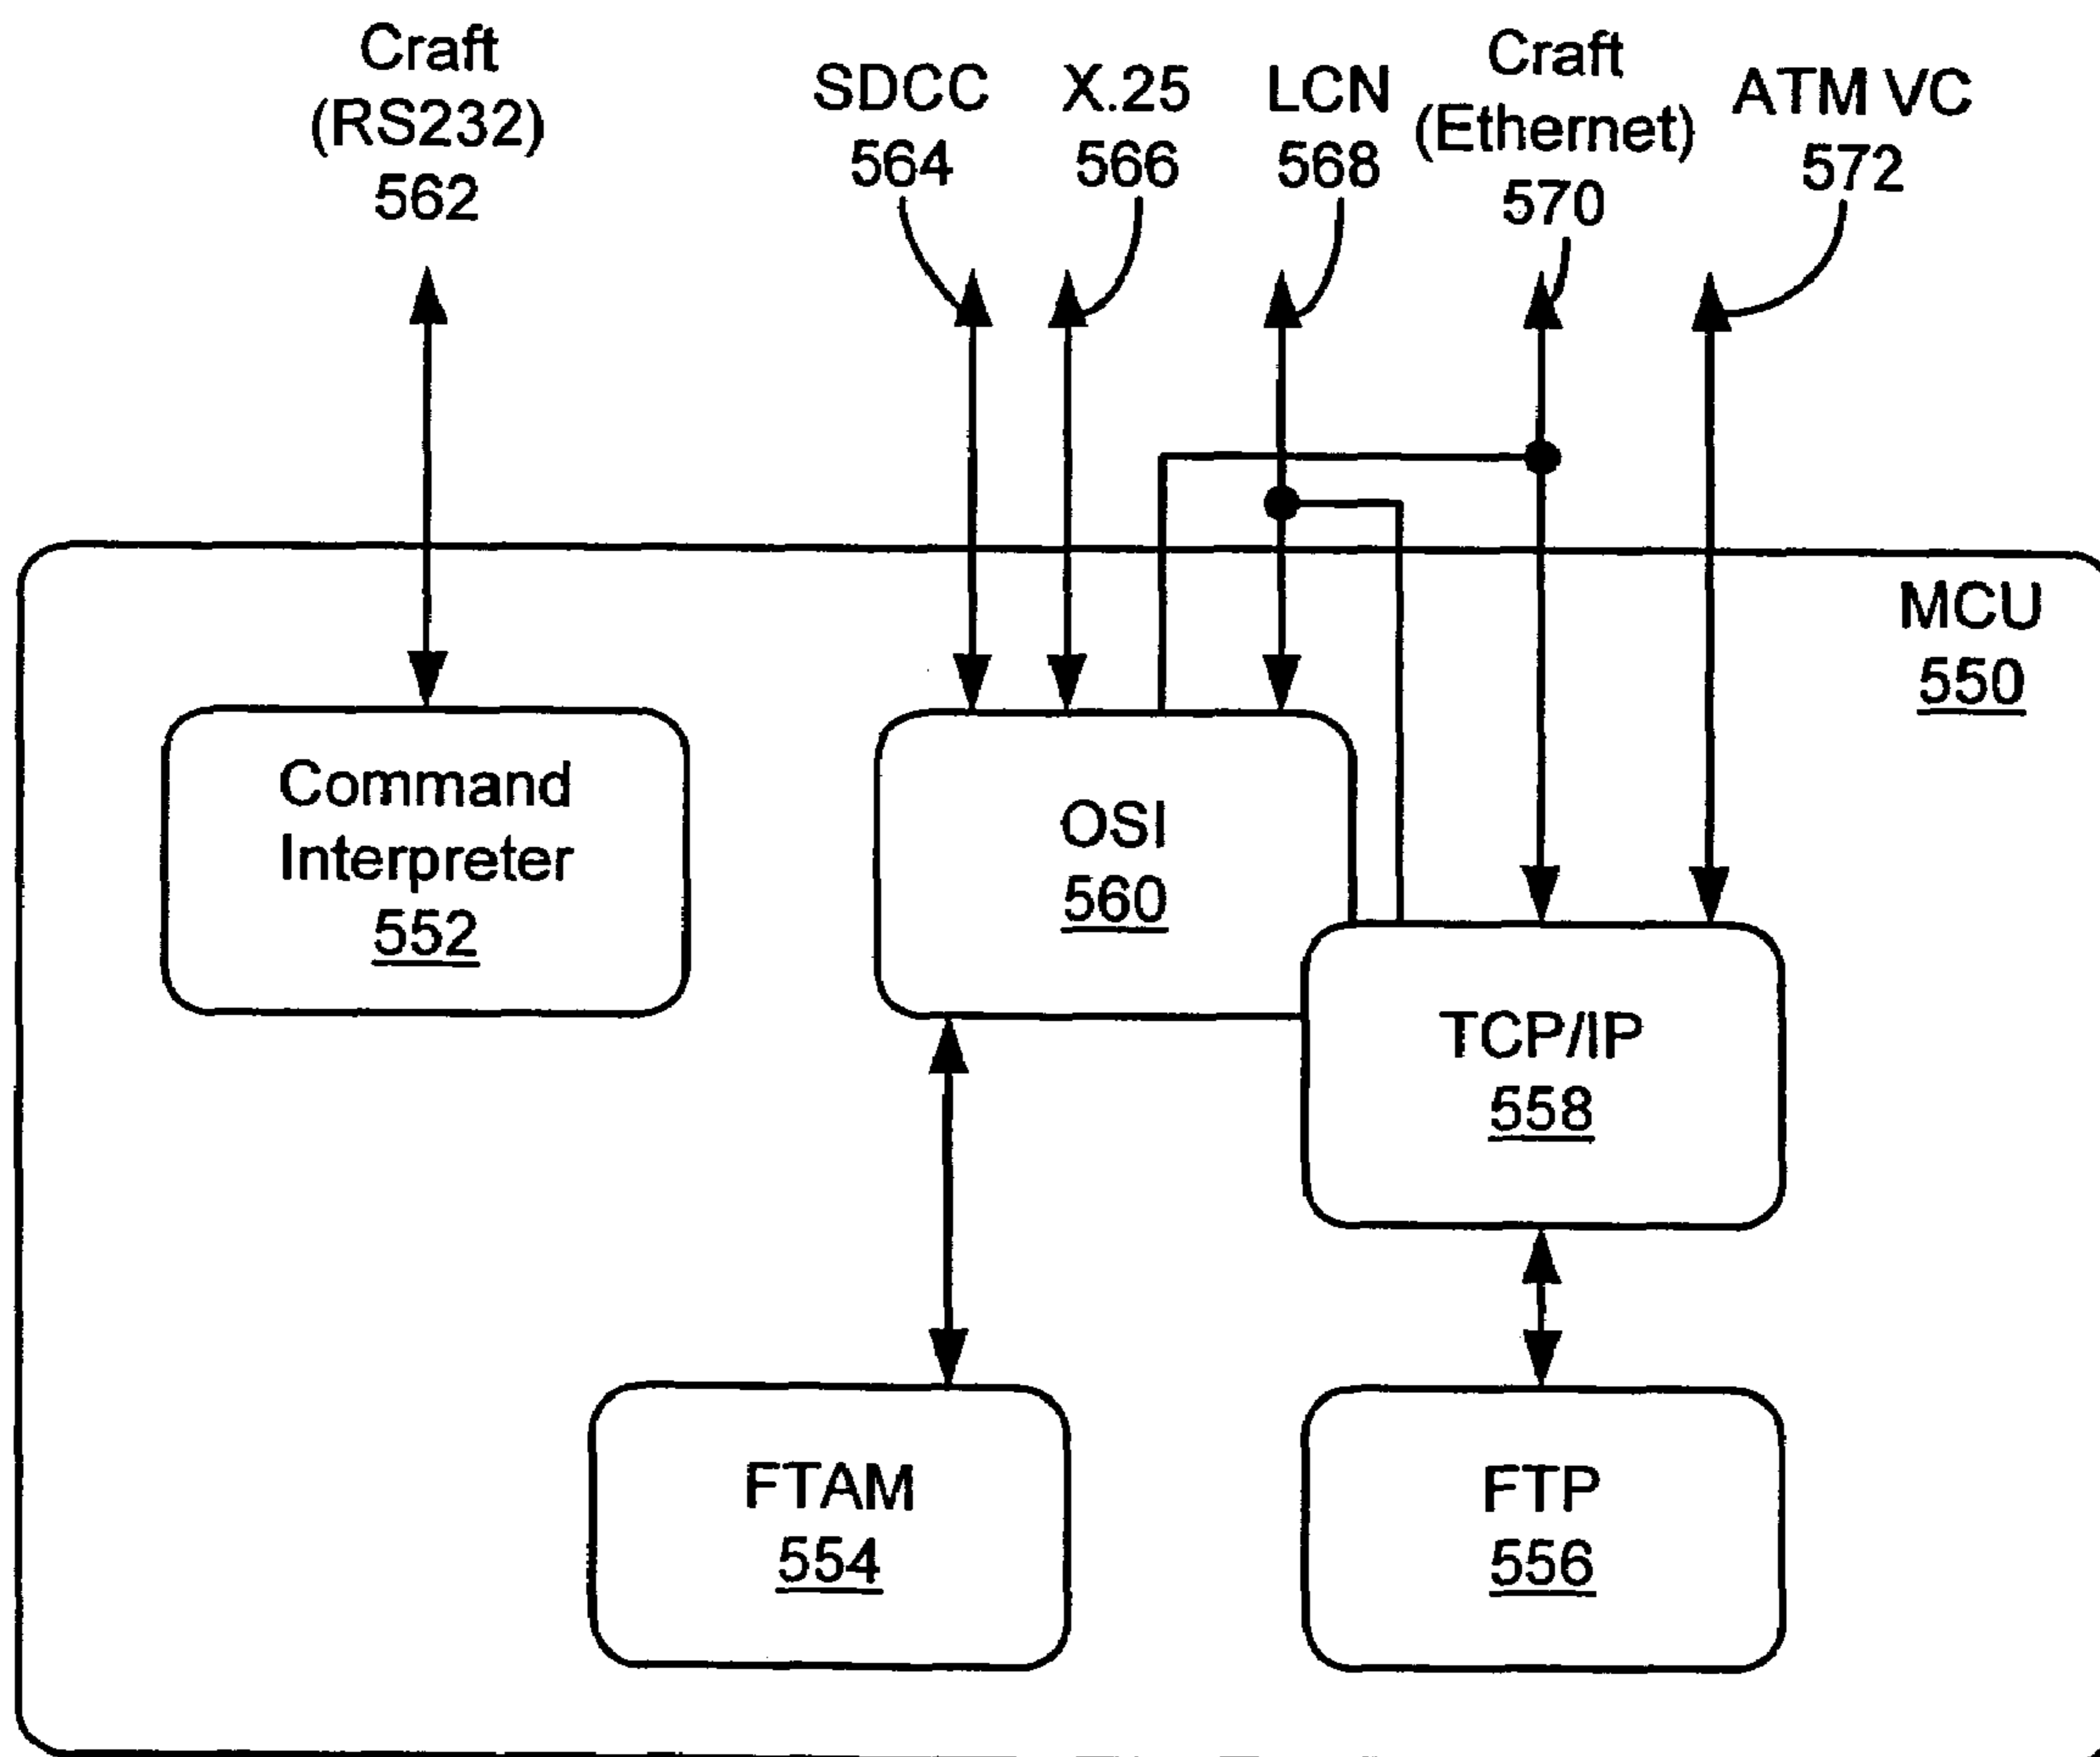 Craft
(RS232)
562
SDCC
564
X.25
566
LCN
568
Craft
(Ethernet)
570
ATM VC
572
MCU
550
Command
Interpreter
552
OSI
560
TCP/IP
558
FTAM
554
FTP
556